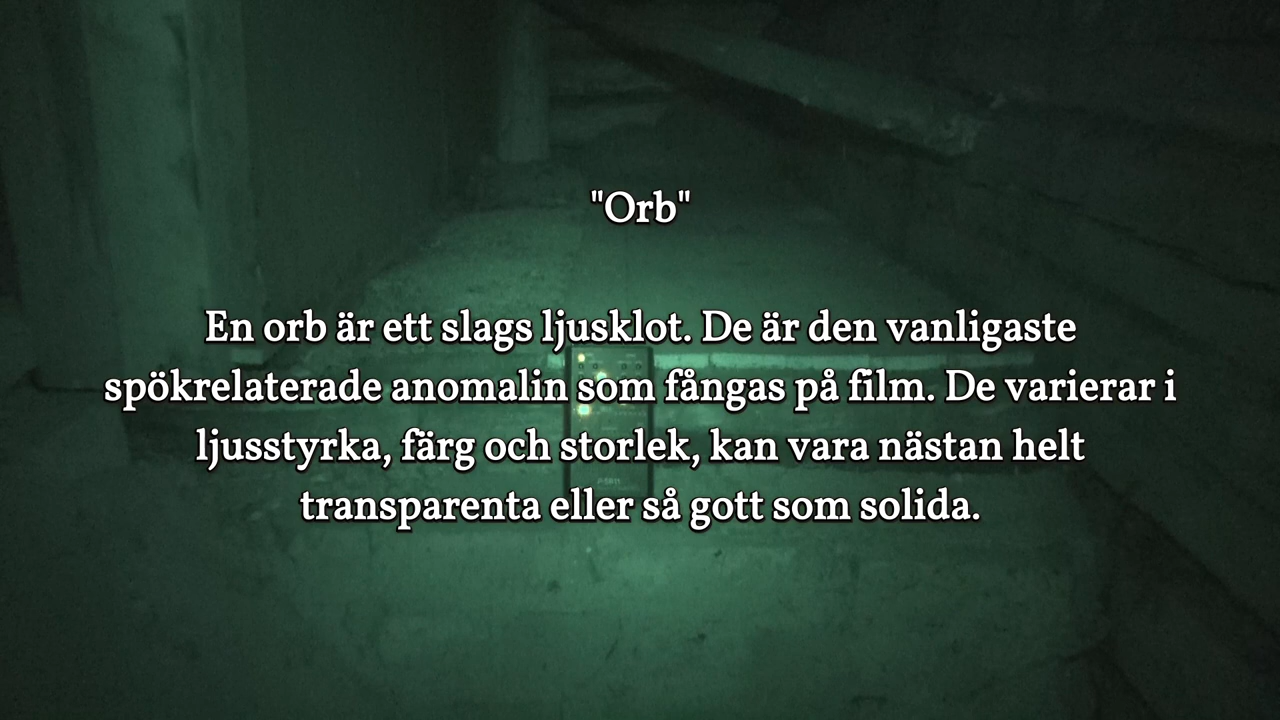 "Orb"
En orb är ett slags ljusklot. De är den vanligaste
spökrelaterade anomalin som fångas på film. De varierar i
ljusstyrka, färg och storlek, kan vara nästan helt
transparenta eller så gott som solida.